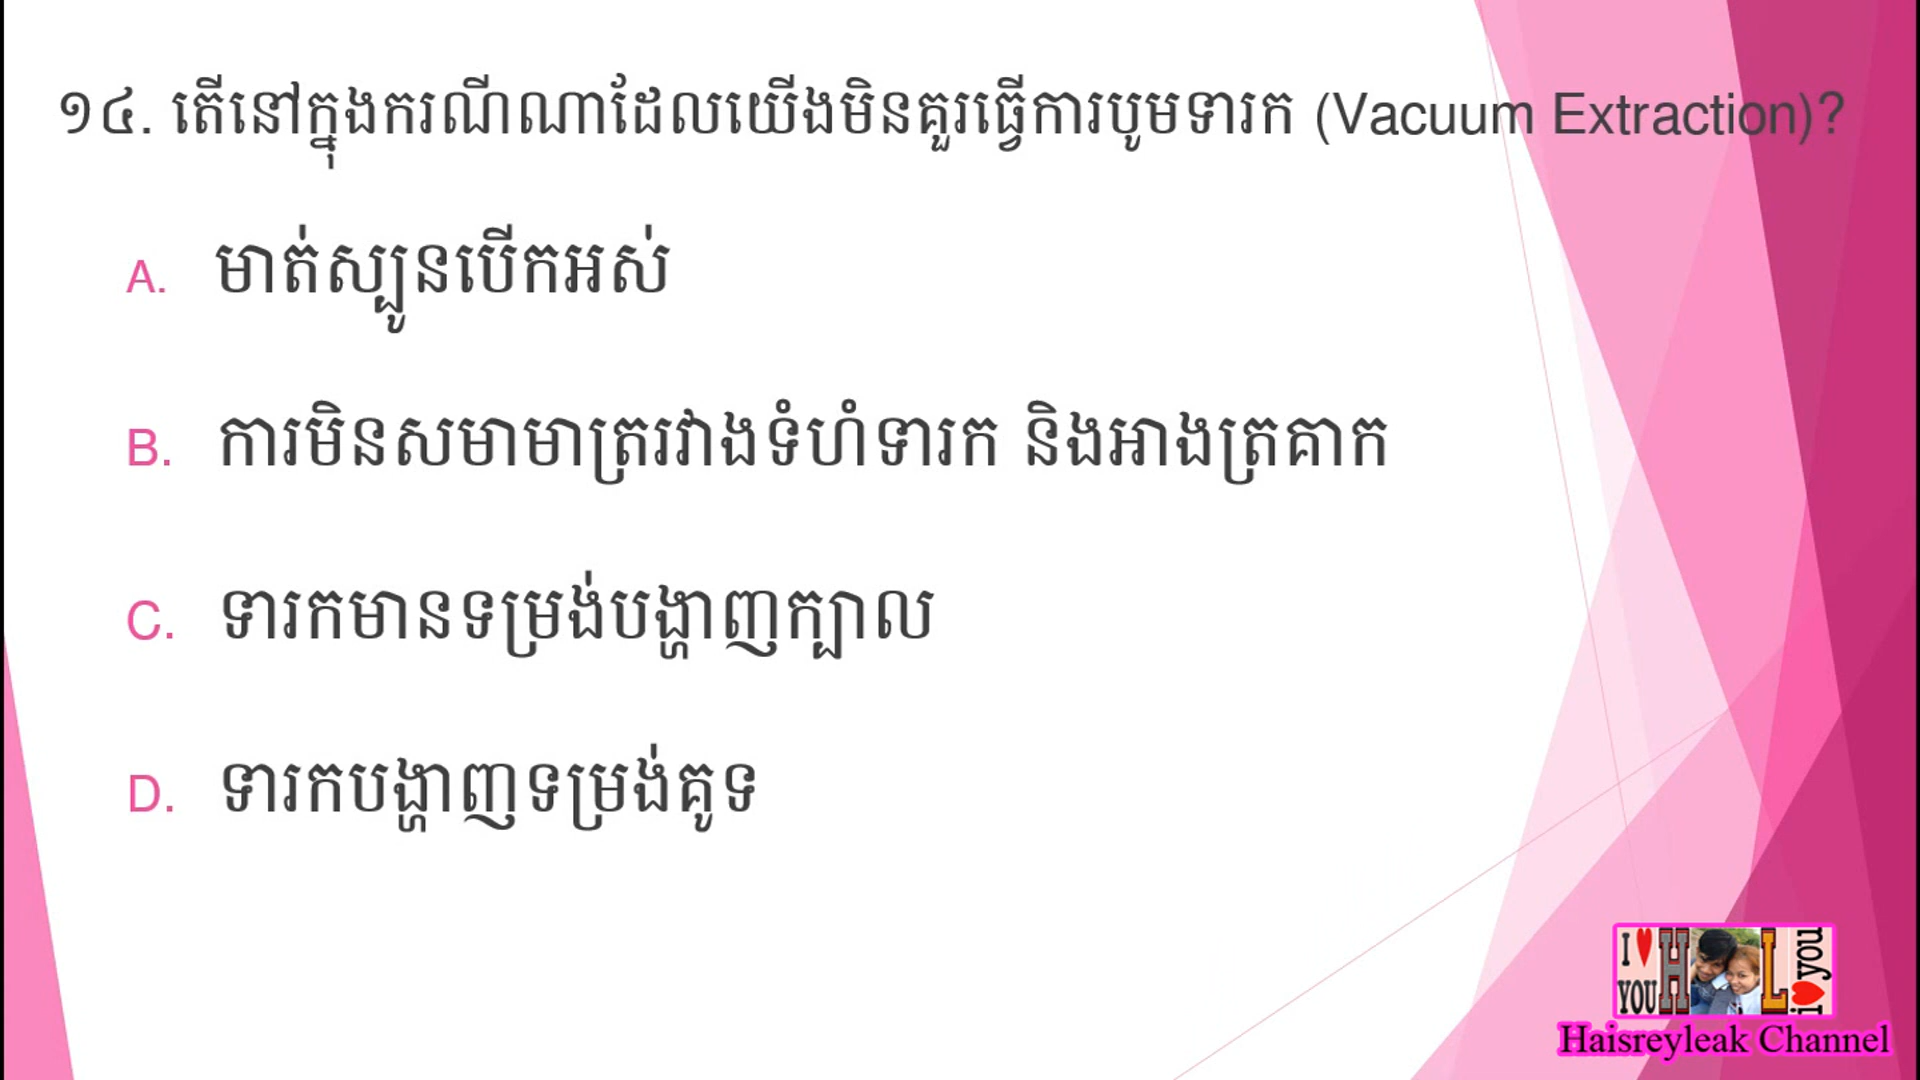 ១៤. តើនៅក្នុងករណីណាដែលយើងមិនគួរធ្វើការបូមទារក (Vacuum Extraction)?
A. មាត់ស្បូនបើកអស់
B. ការមិនសមាមាត្ររវាងទំហំទារក និងអាងត្រគាក
C. ទារកមានទម្រង់បង្ហាញក្បាល
D. ទារកបង្ហាញទម្រង់គូទ
I ♥ YOU H L i ♥ you
Haisreyleak Channel